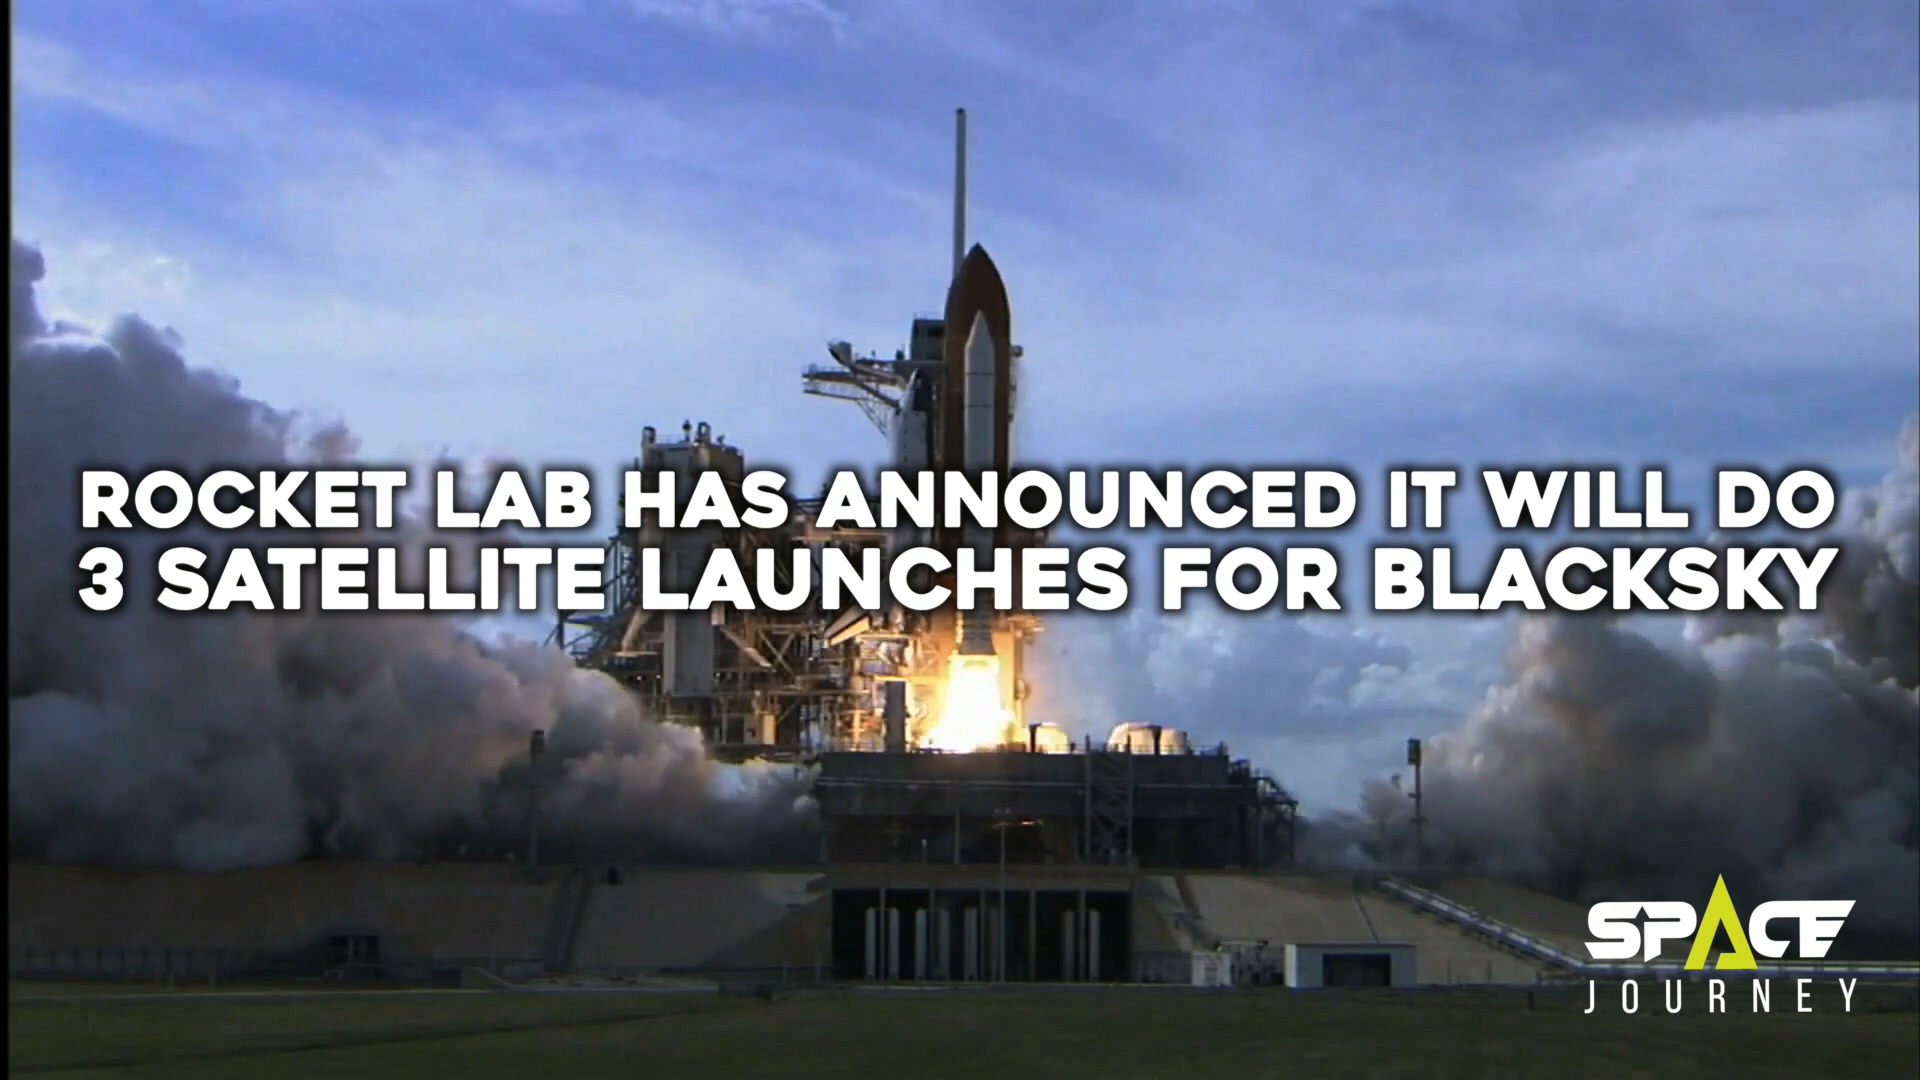 ROCKET LAB HAS ANNOUNCED IT WILL DO
3 SATELLITE LAUNCHES FOR BLACKSKY
SPACE
JOURNEY